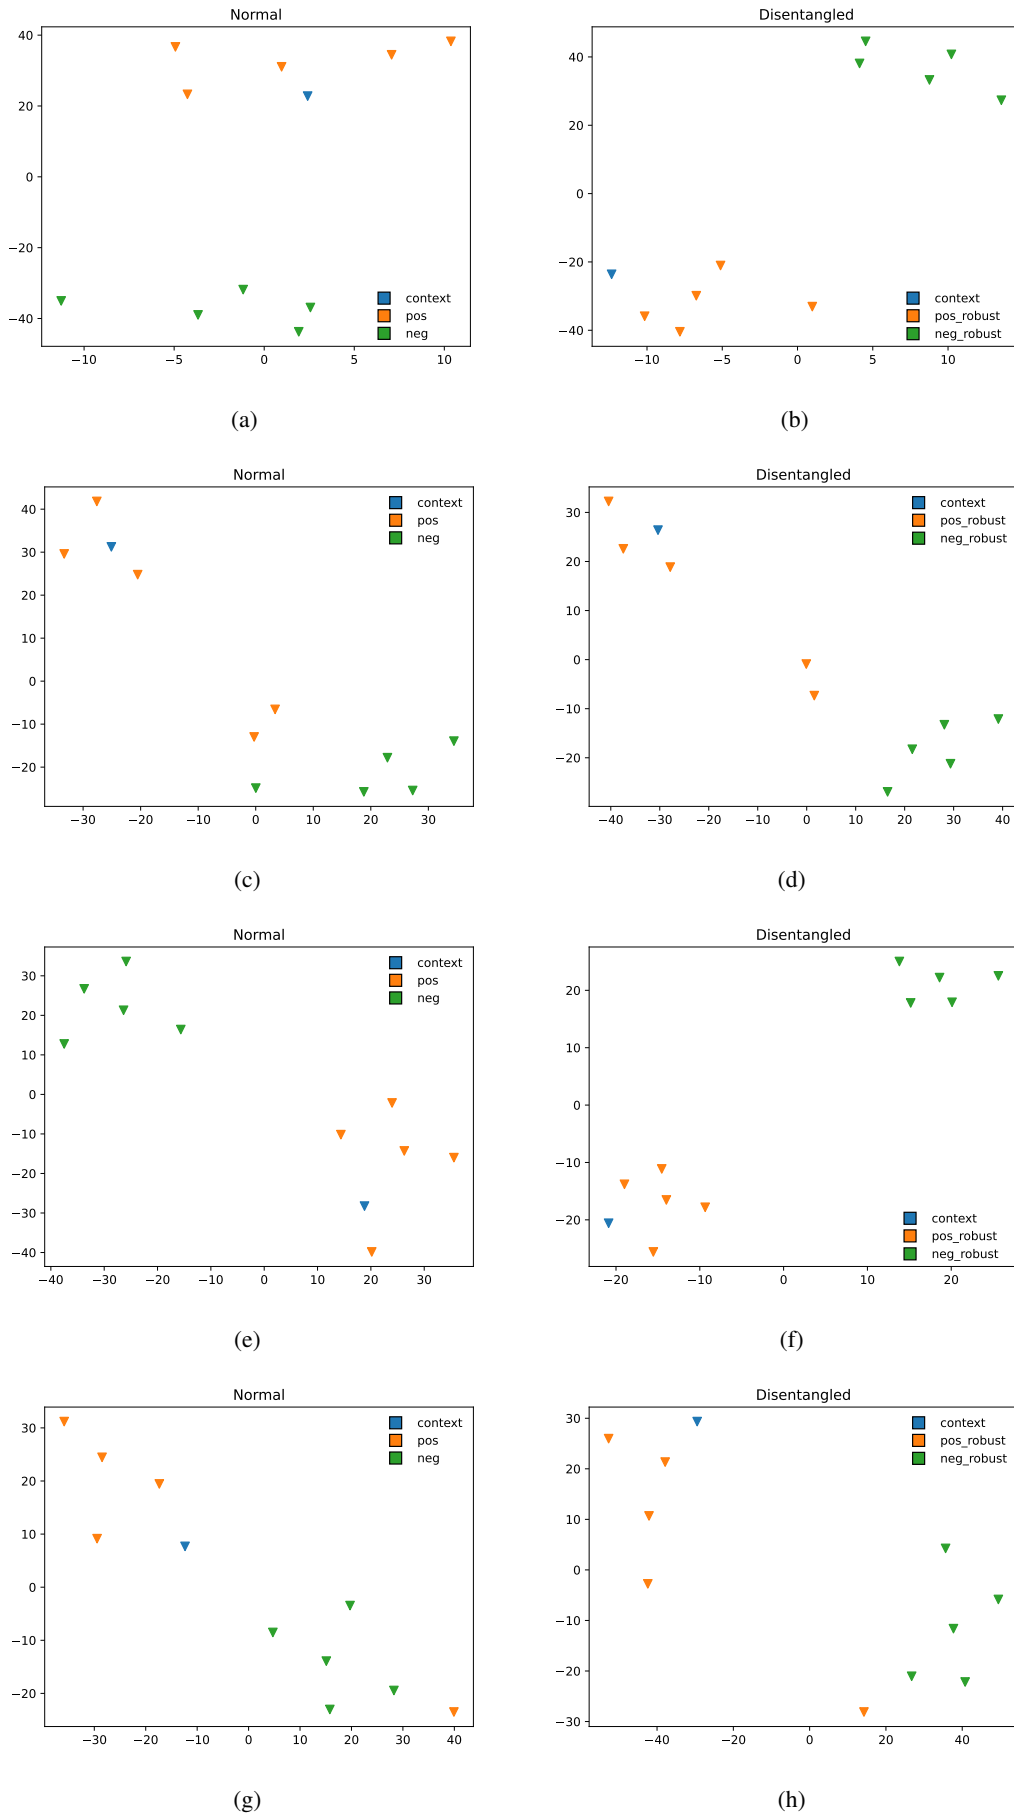 Normal
40
20
0
−20
−40
−10
−5
0
5
10
context
pos
neg
(a)
Disentangled
40
20
0
−20
−40
−10
−5
0
5
10
context
pos_robust
neg_robust
(b)
Normal
40
30
20
10
0
−10
−20
−30
−20
−10
0
10
20
30
context
pos
neg
(c)
Disentangled
30
20
10
0
−10
−20
−40
−30
−20
−10
0
10
20
30
40
context
pos_robust
neg_robust
(d)
Normal
30
20
10
0
−10
−20
−30
−40
−40
−30
−20
−10
0
10
20
30
context
pos
neg
(e)
Disentangled
20
10
0
−10
−20
−20
−10
0
10
20
context
pos_robust
neg_robust
(f)
Normal
30
20
10
0
−10
−20
−30
−20
−10
0
10
20
30
40
context
pos
neg
(g)
Disentangled
30
20
10
0
−10
−20
−30
−40
−20
0
20
40
context
pos_robust
neg_robust
(h)